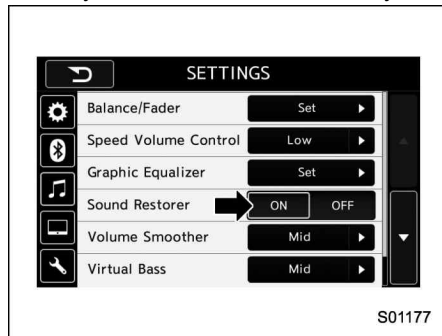 SETTINGS
Balance/Fader Set
Speed Volume Control Low
Graphic Equalizer Set
Sound Restorer ON OFF
Volume Smoother Mid
Virtual Bass Mid
S01177